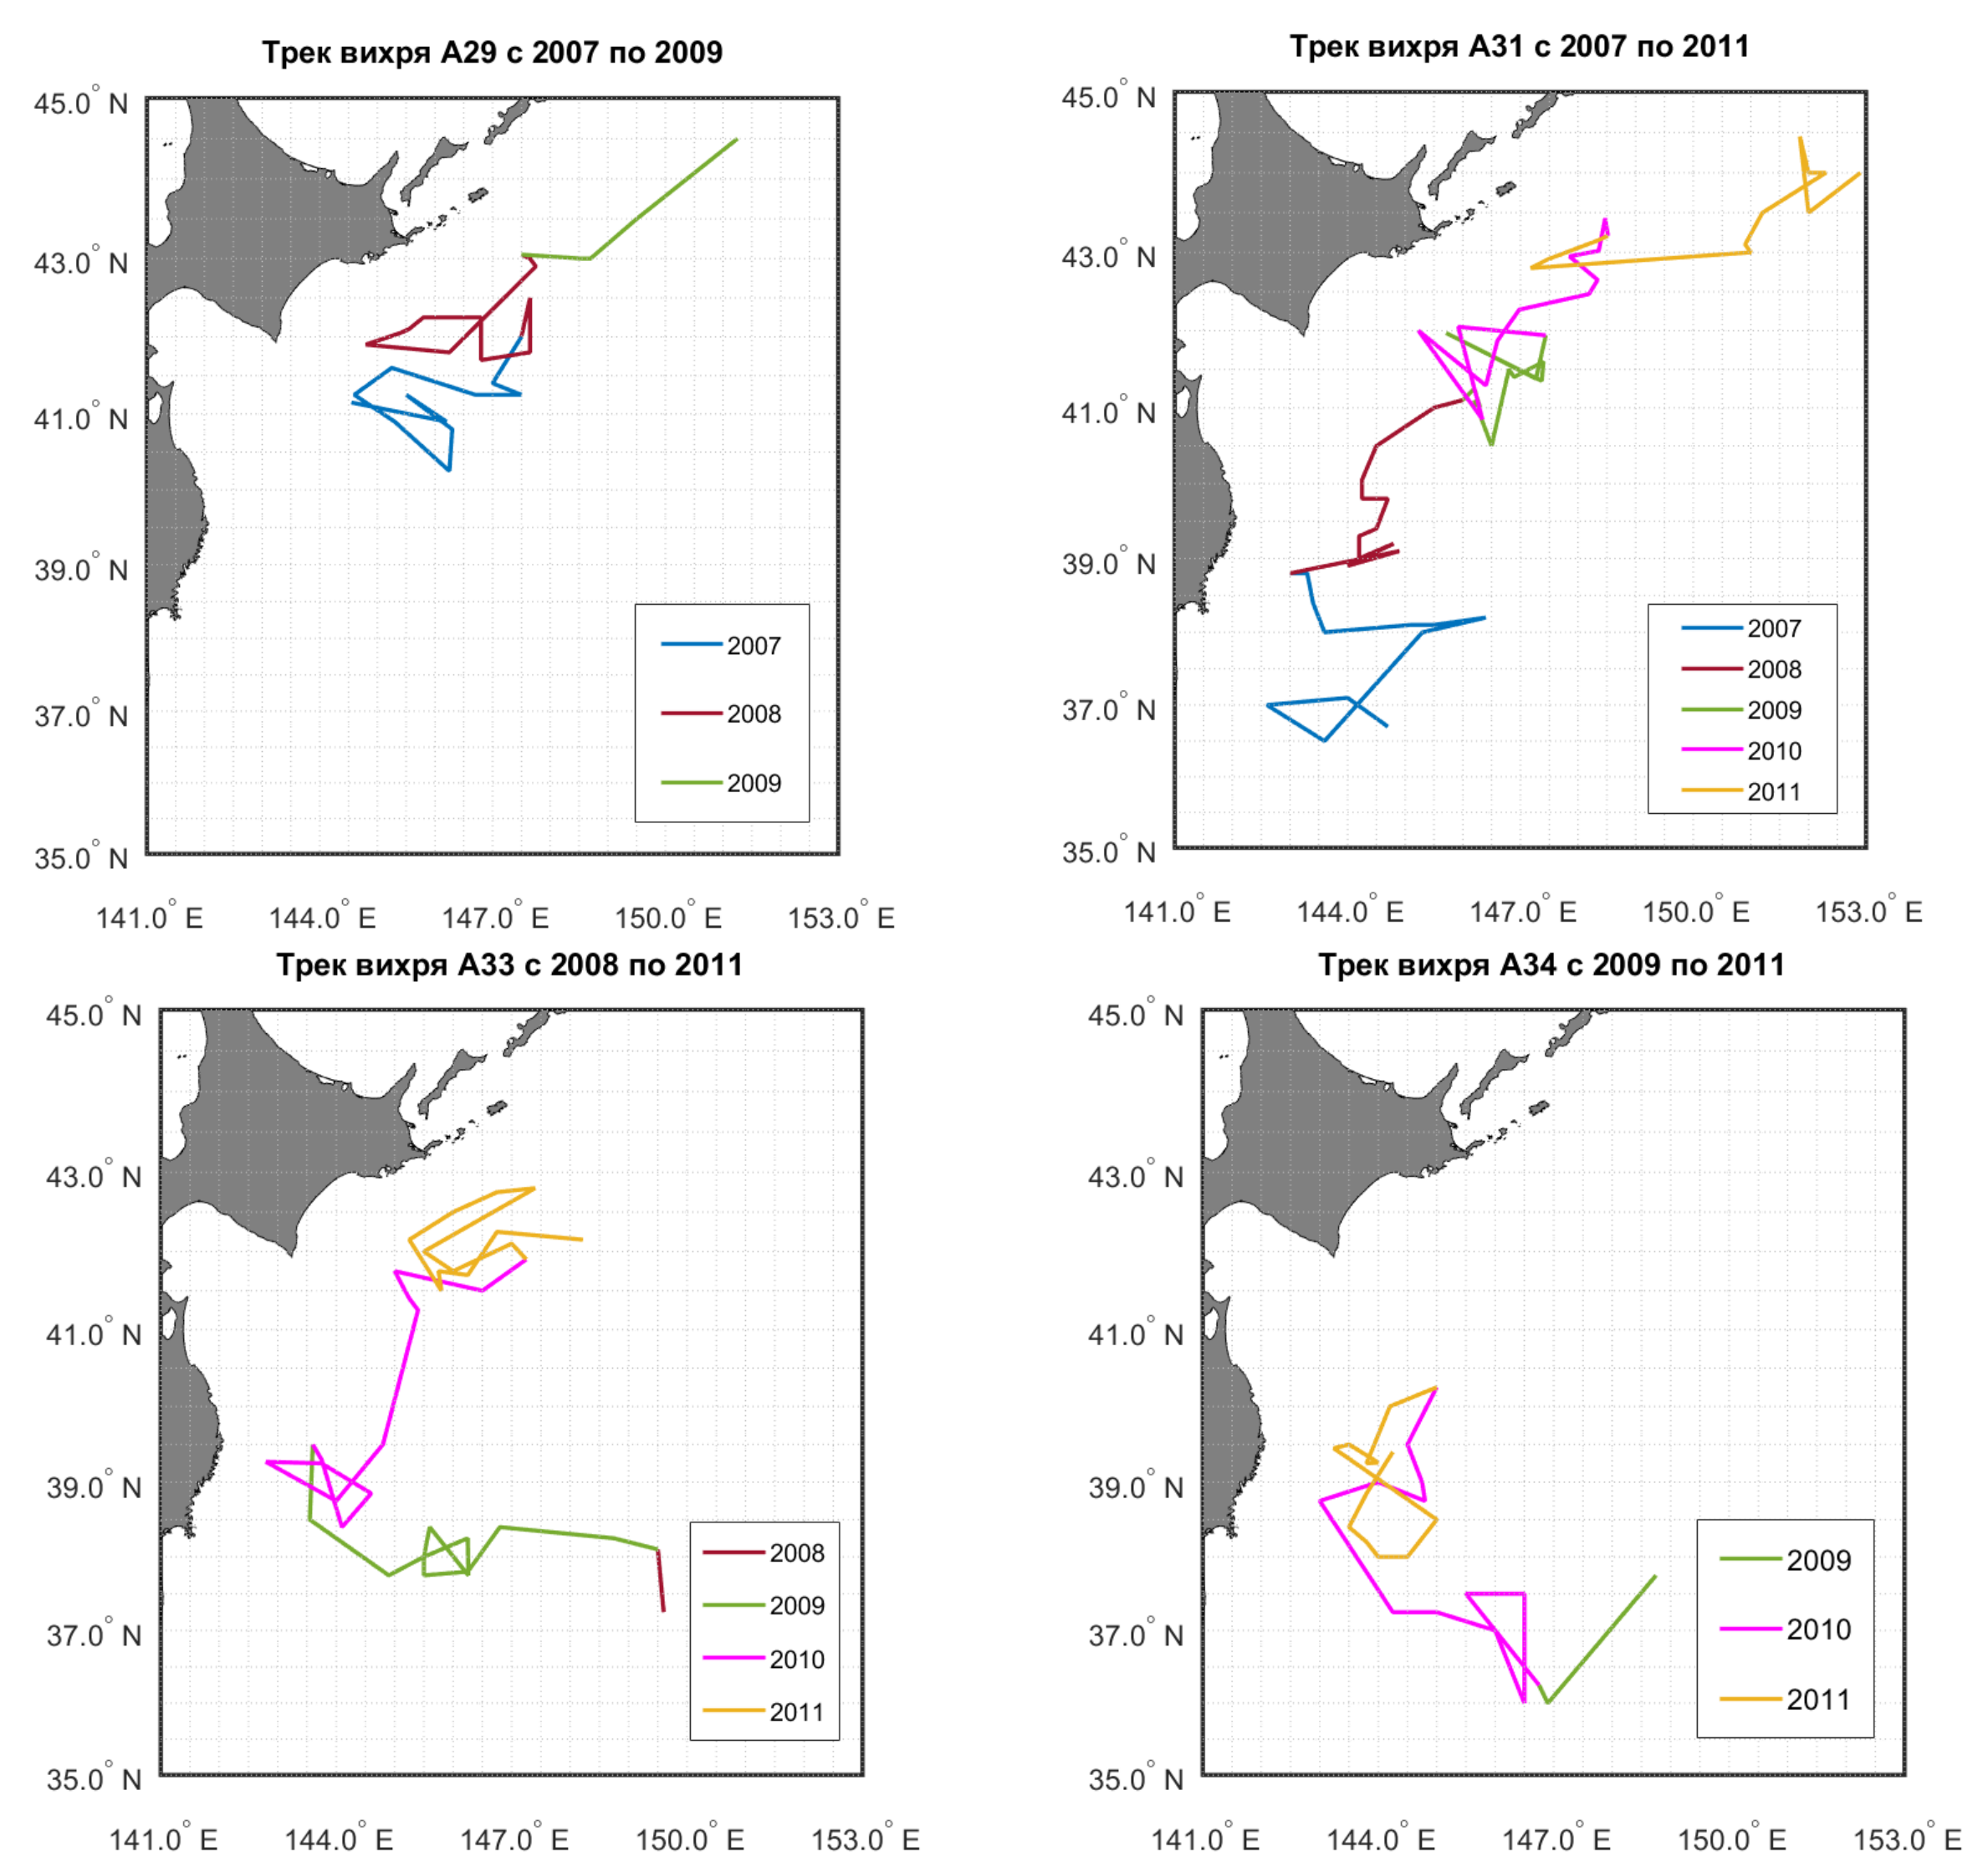 Трек вихря А29 с 2007 по 2009
45.0° N
43.0° N
41.0° N
39.0° N
37.0° N
35.0° N
2007
2008
2009
141.0° E 144.0° E 147.0° E 150.0° E 153.0° E
Трек вихря А31 с 2007 по 2011
45.0° N
43.0° N
41.0° N
39.0° N
37.0° N
35.0° N
2007
2008
2009
2010
2011
141.0° E 144.0° E 147.0° E 150.0° E 153.0° E
Трек вихря А33 с 2008 по 2011
45.0° N
43.0° N
41.0° N
39.0° N
37.0° N
35.0° N
2008
2009
2010
2011
141.0° E 144.0° E 147.0° E 150.0° E 153.0° E
Трек вихря А34 с 2009 по 2011
45.0° N
43.0° N
41.0° N
39.0° N
37.0° N
35.0° N
2009
2010
2011
141.0° E 144.0° E 147.0° E 150.0° E 153.0° E